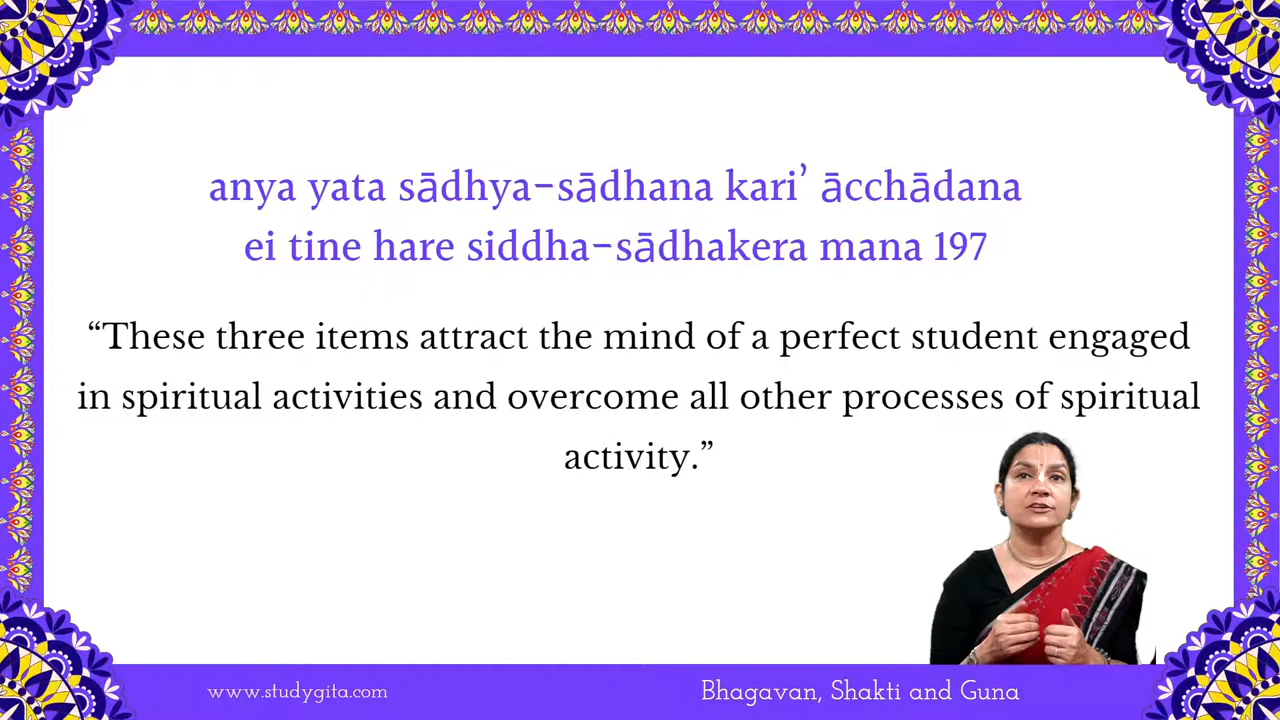 anya yata sādhya-sādhana kari’ ācchādana
ei tine hare siddha-sādhakera mana 197
“These three items attract the mind of a perfect student engaged
in spiritual activities and overcome all other processes of spiritual
activity.”
www.studygita.com
Bhagavan, Shakti and Guna